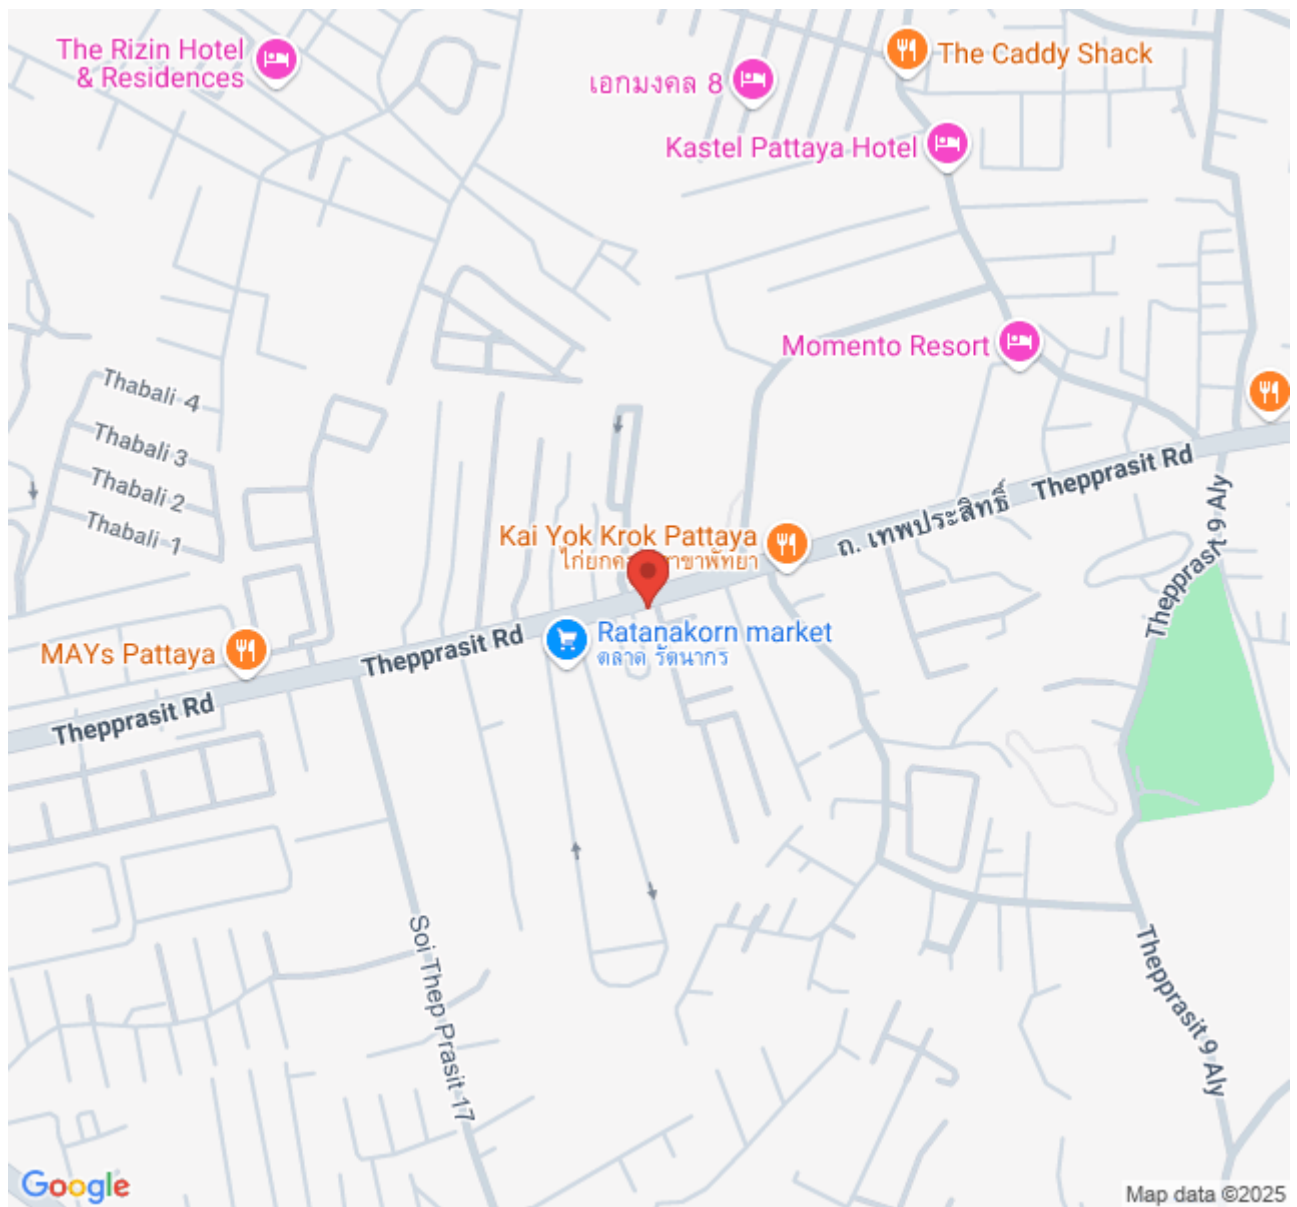 The Rizin Hotel
& Residences
เอกมงคล 8
The Caddy Shack
Kastel Pattaya Hotel
Momento Resort
Thabali 4
Thabali 3
Thabali 2
Thabali 1
Thepprasit Rd
ถ. เทพประสิทธิ์
Thepprasit 9 Aly
Kai Yok Krok Pattaya
Ratanakorn market
ตลาด รัตนากร
Thepprasit Rd
MAYs Pattaya
Thepprasit Rd
Soi Thep Prasit 17
Thepprasit 9 Aly
Google
Map data ©2025